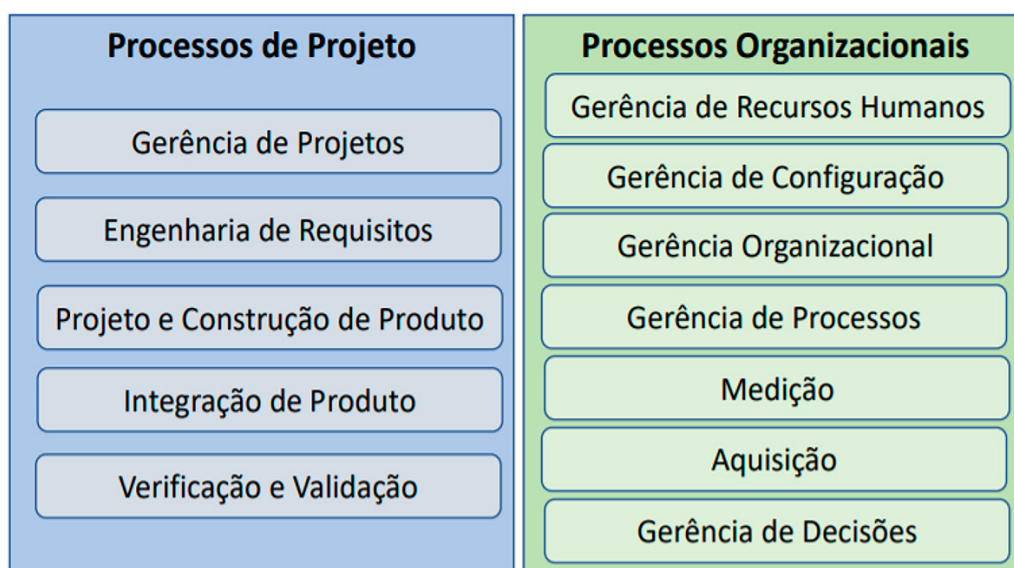 Processos de Projeto
Gerência de Projetos
Engenharia de Requisitos
Projeto e Construção de Produto
Integração de Produto
Verificação e Validação
Processos Organizacionais
Gerência de Recursos Humanos
Gerência de Configuração
Gerência Organizacional
Gerência de Processos
Medição
Aquisição
Gerência de Decisões